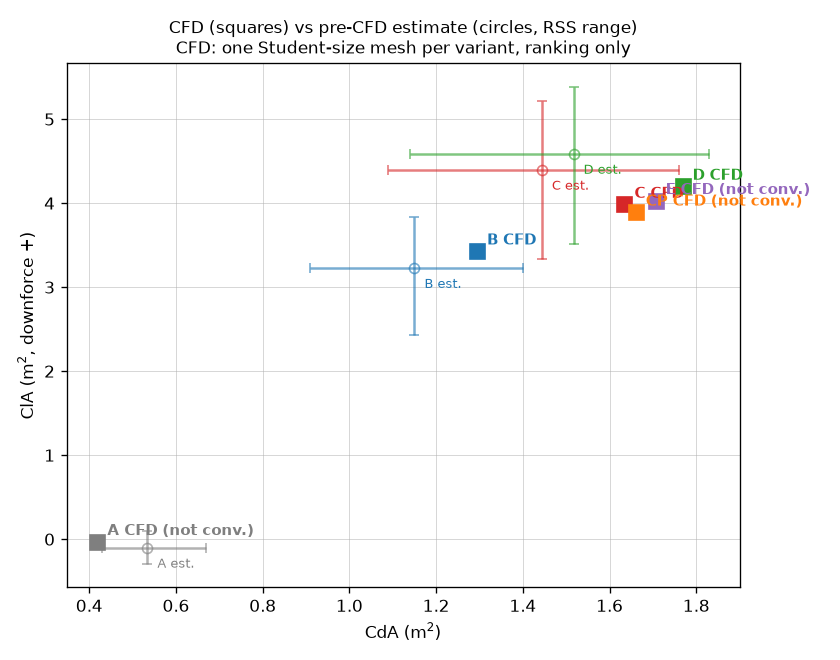 CFD (squares) vs pre-CFD estimate (circles, RSS range)
CFD: one Student-size mesh per variant, ranking only
ClA (m², downforce +)
5
4
3
2
1
0
D est.
C est.
D CFD
CFD (not conv.)
C CFD
CFD (not conv.)
B CFD
B est.
A CFD (not conv.)
A est.
0.4 0.6 0.8 1.0 1.2 1.4 1.6 1.8
CdA (m²)